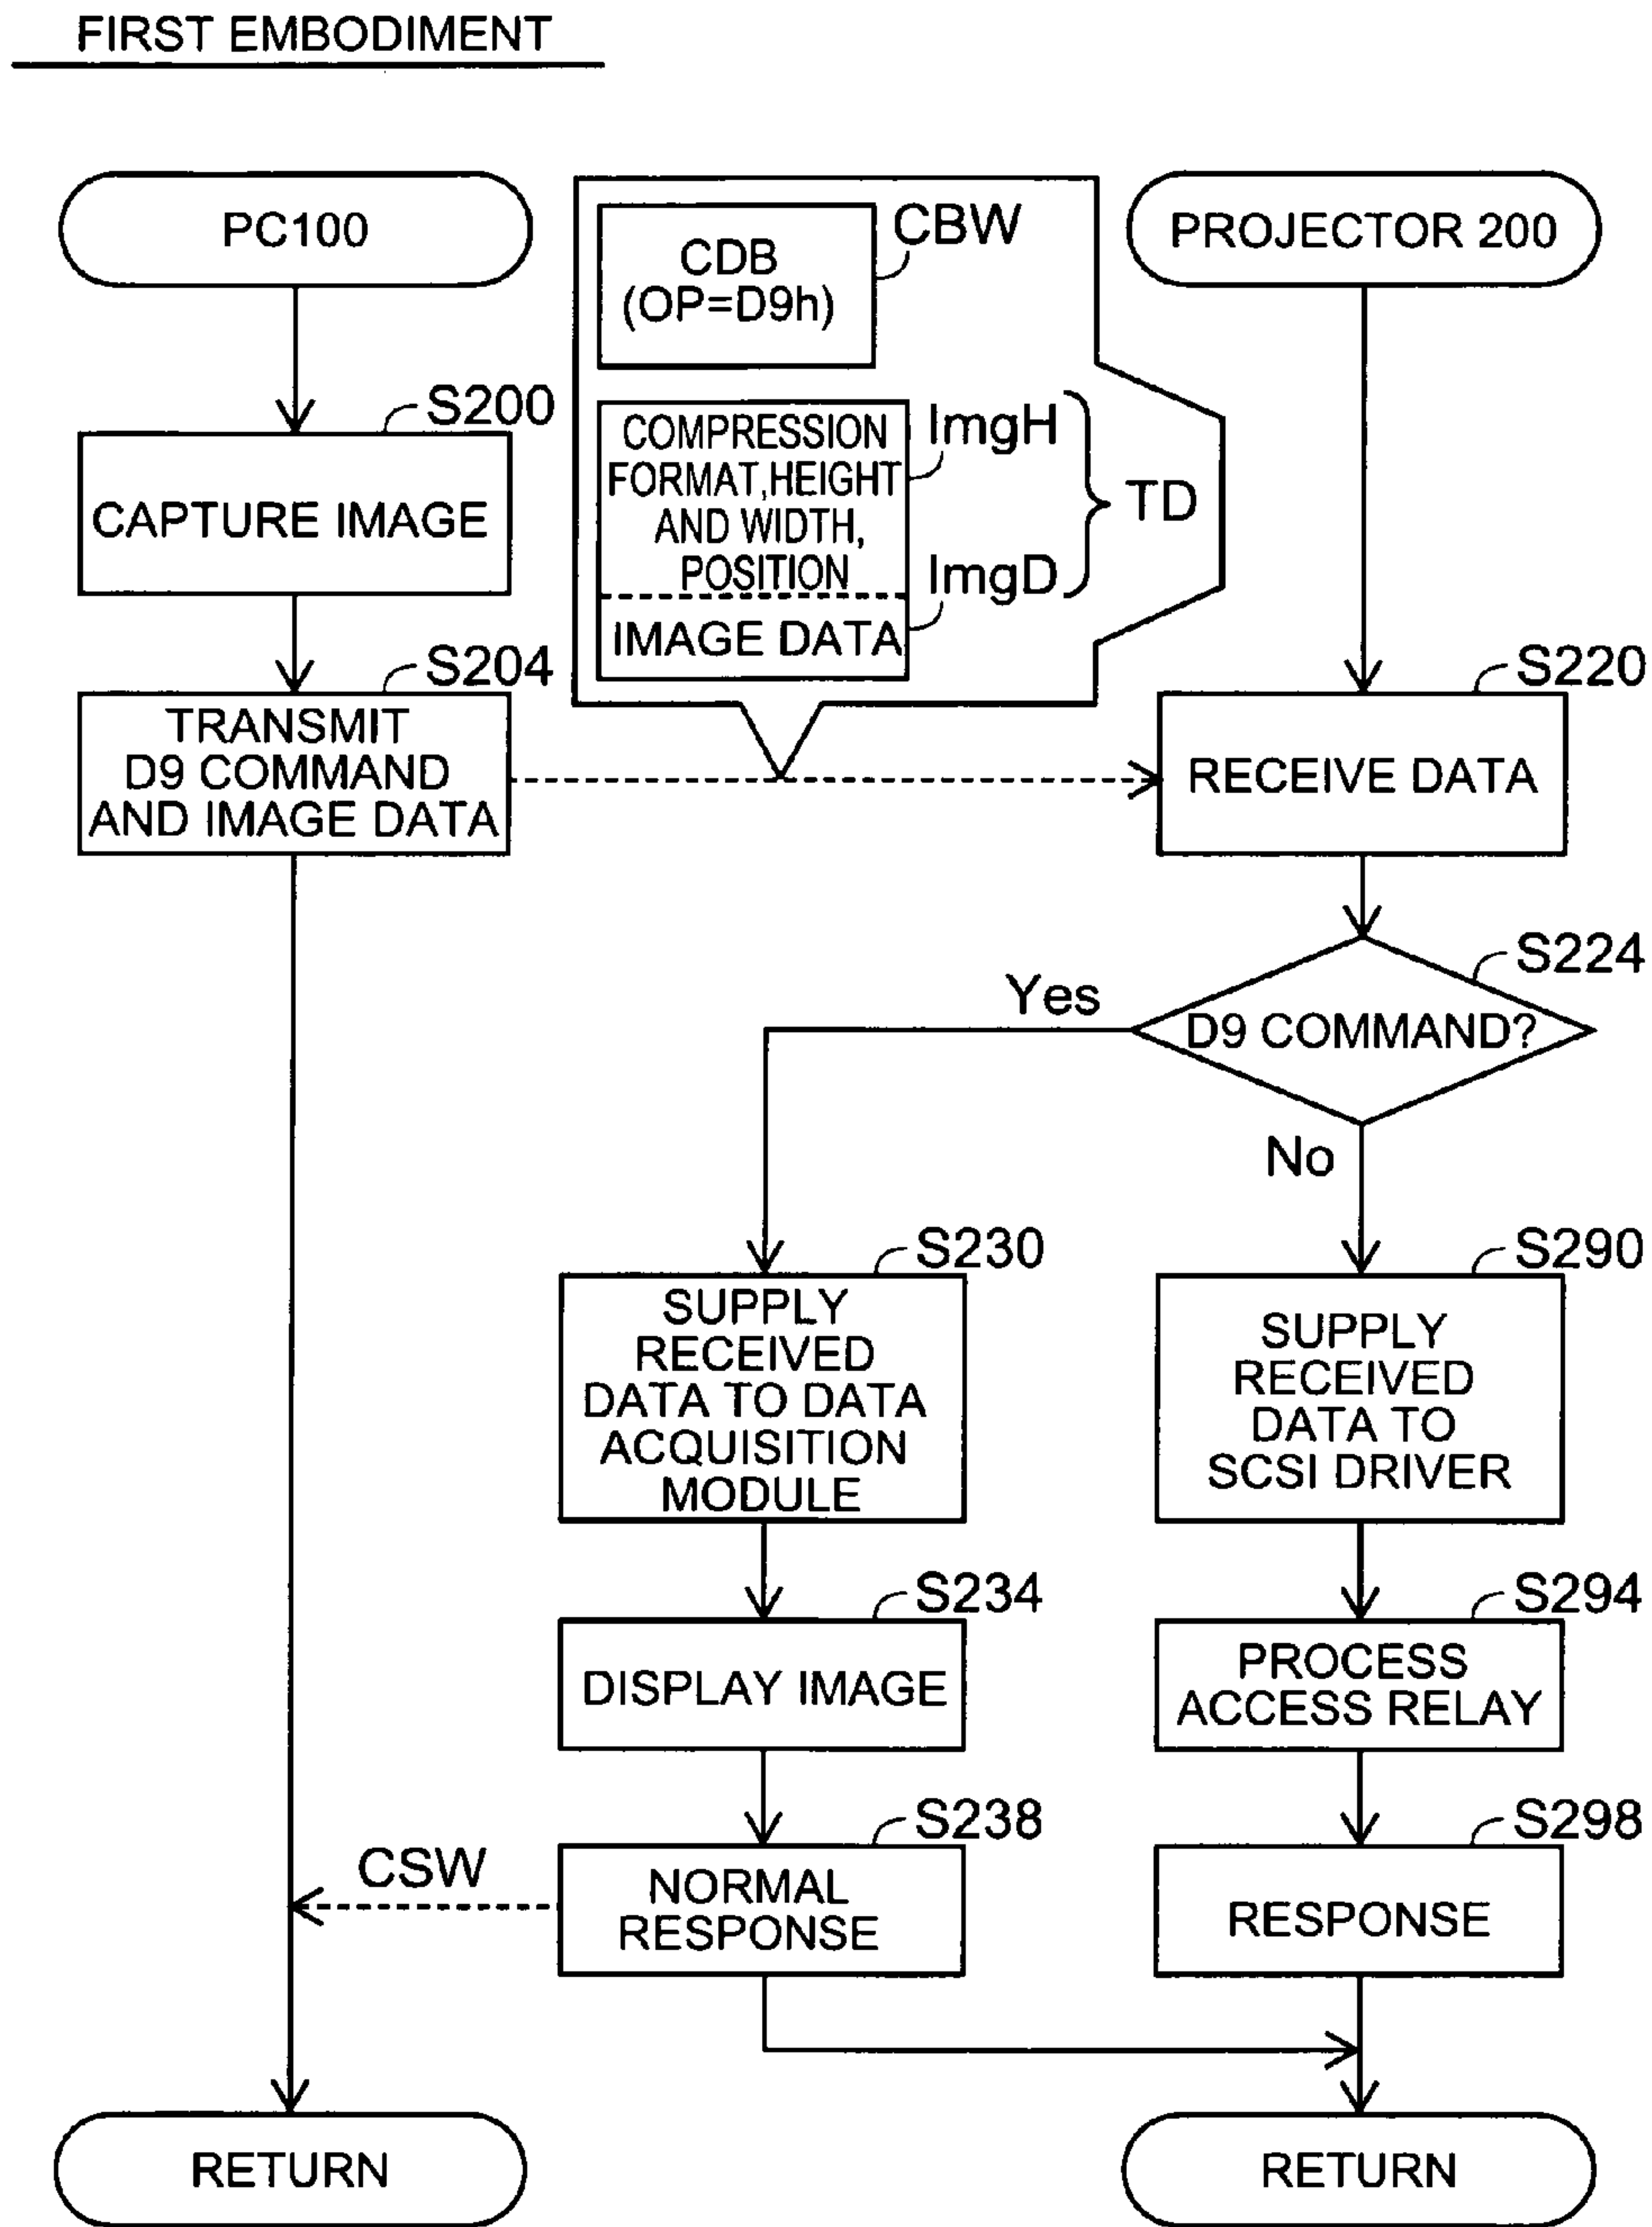 FIRST EMBODIMENT
PC100
CDB
(OP=D9h)
CBW
PROJECTOR 200
S200
CAPTURE IMAGE
COMPRESSION
FORMAT,HEIGHT
AND WIDTH,
POSITION
ImgH
TD
ImgD
IMAGE DATA
S204
TRANSMIT
D9 COMMAND
AND IMAGE DATA
S220
RECEIVE DATA
S224
D9 COMMAND?
Yes
No
S230
SUPPLY
RECEIVED
DATA TO DATA
ACQUISITION
MODULE
S290
SUPPLY
RECEIVED
DATA TO
SCSI DRIVER
S234
DISPLAY IMAGE
S294
PROCESS
ACCESS RELAY
S238
NORMAL
RESPONSE
CSW
S298
RESPONSE
RETURN
RETURN